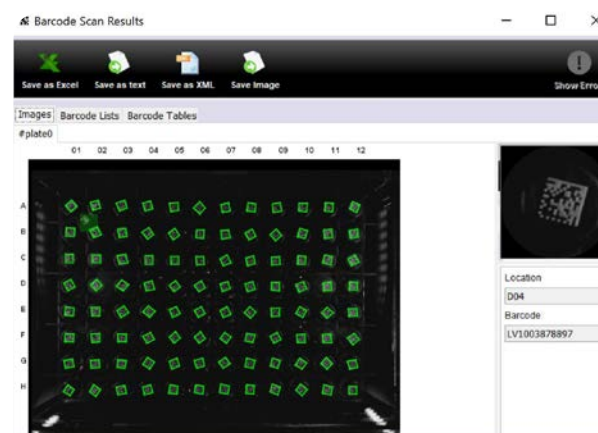 Barcode Scan Results
Save as Excel Save as text Save as XML Save Image Show Erro
Images Barcode Lists Barcode Tables
#plate0
01 02 03 04 05 06 07 08 09 10 11 12
A
B
C
D
E
F
G
H
Location
D04
Barcode
LV1003878897